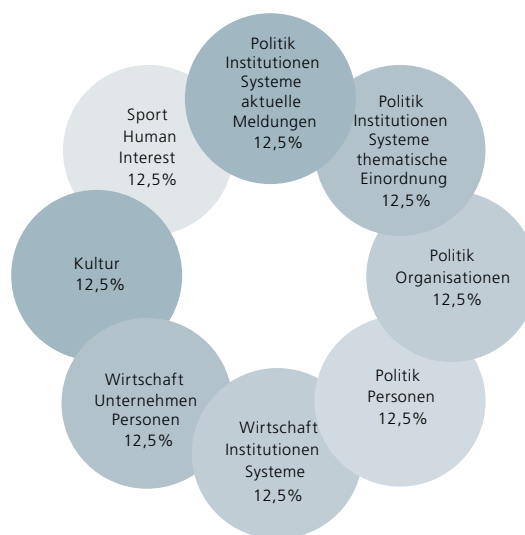 Politik
Institutionen
Systeme
aktuelle
Meldungen
12,5%
Politik
Institutionen
Systeme
thematische
Einordnung
12,5%
Politik
Organisationen
12,5%
Politik
Personen
12,5%
Wirtschaft
Institutionen
Systeme
12,5%
Wirtschaft
Unternehmen
Personen
12,5%
Kultur
12,5%
Sport
Human
Interest
12,5%